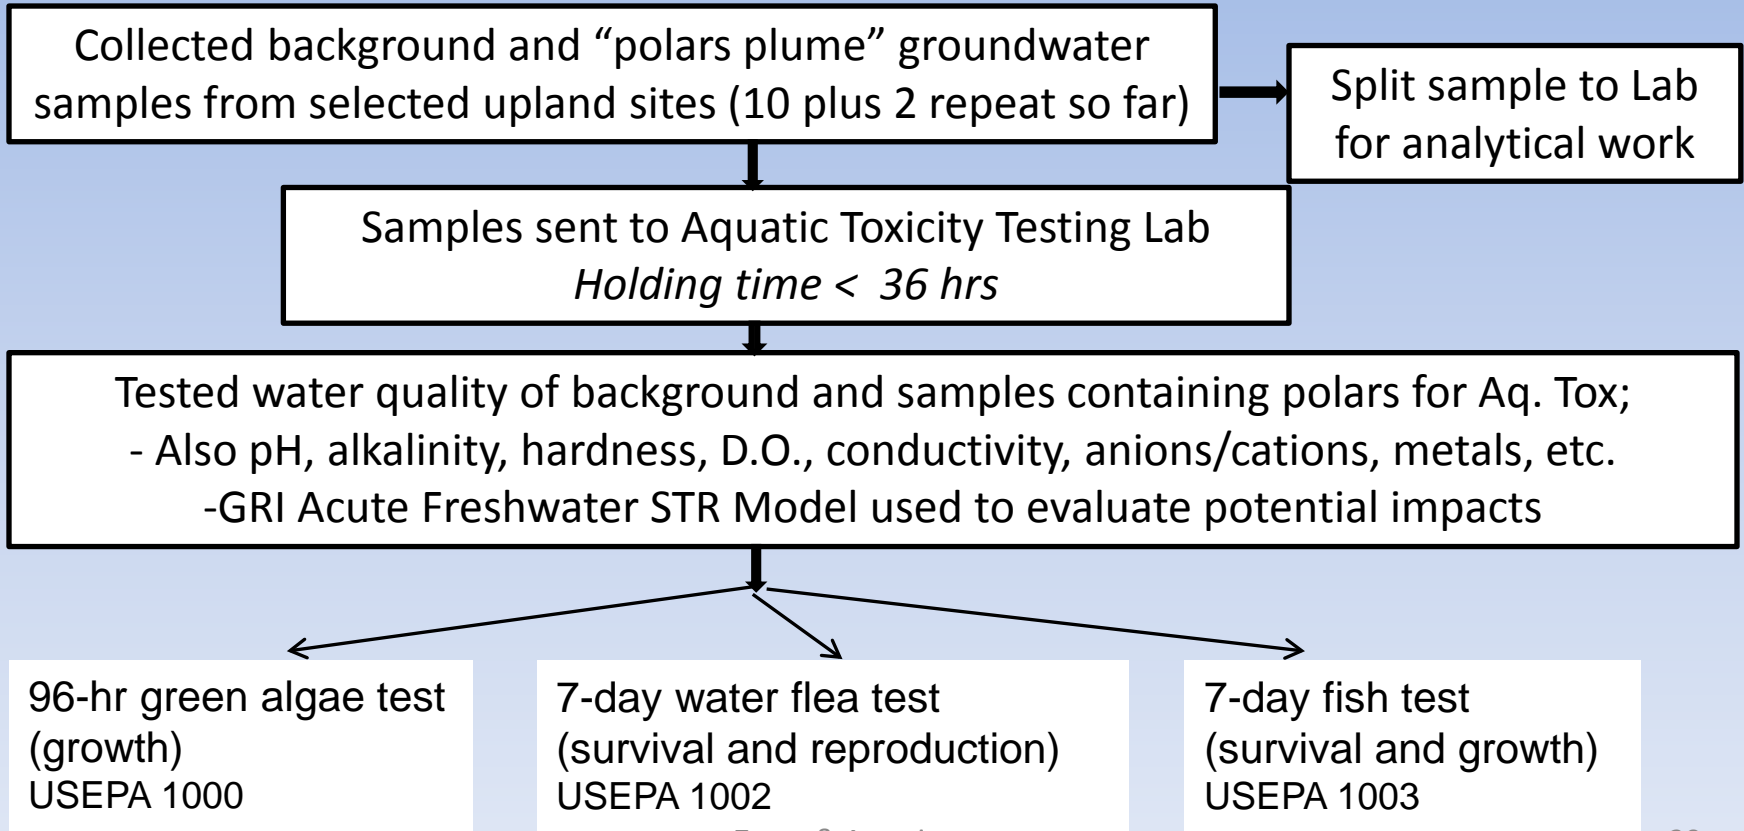 Collected background and “polars plume” groundwater
samples from selected upland sites (10 plus 2 repeat so far)
Split sample to Lab
for analytical work
Samples sent to Aquatic Toxicity Testing Lab
Holding time < 36 hrs
Tested water quality of background and samples containing polars for Aq. Tox;
- Also pH, alkalinity, hardness, D.O., conductivity, anions/cations, metals, etc.
-GRI Acute Freshwater STR Model used to evaluate potential impacts
96-hr green algae test
(growth)
USEPA 1000
7-day water flea test
(survival and reproduction)
USEPA 1002
7-day fish test
(survival and growth)
USEPA 1003